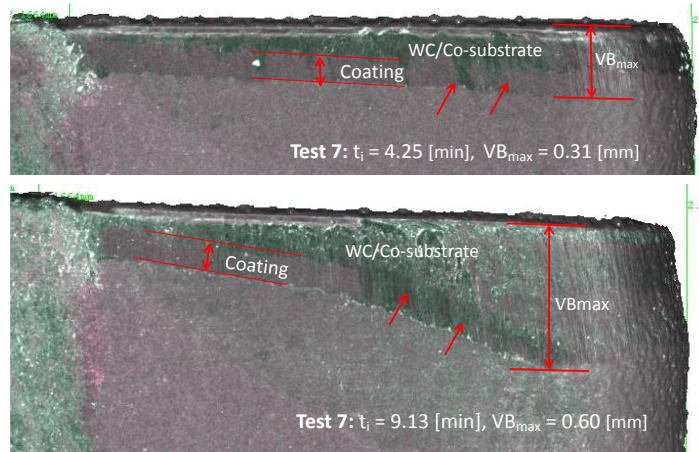 WC/Co-substrate
VBmax
Coating
Test 7: ti = 4.25 [min], VBmax = 0.31 [mm]
WC/Co-substrate
Coating
VBmax
Test 7: ti = 9.13 [min], VBmax = 0.60 [mm]